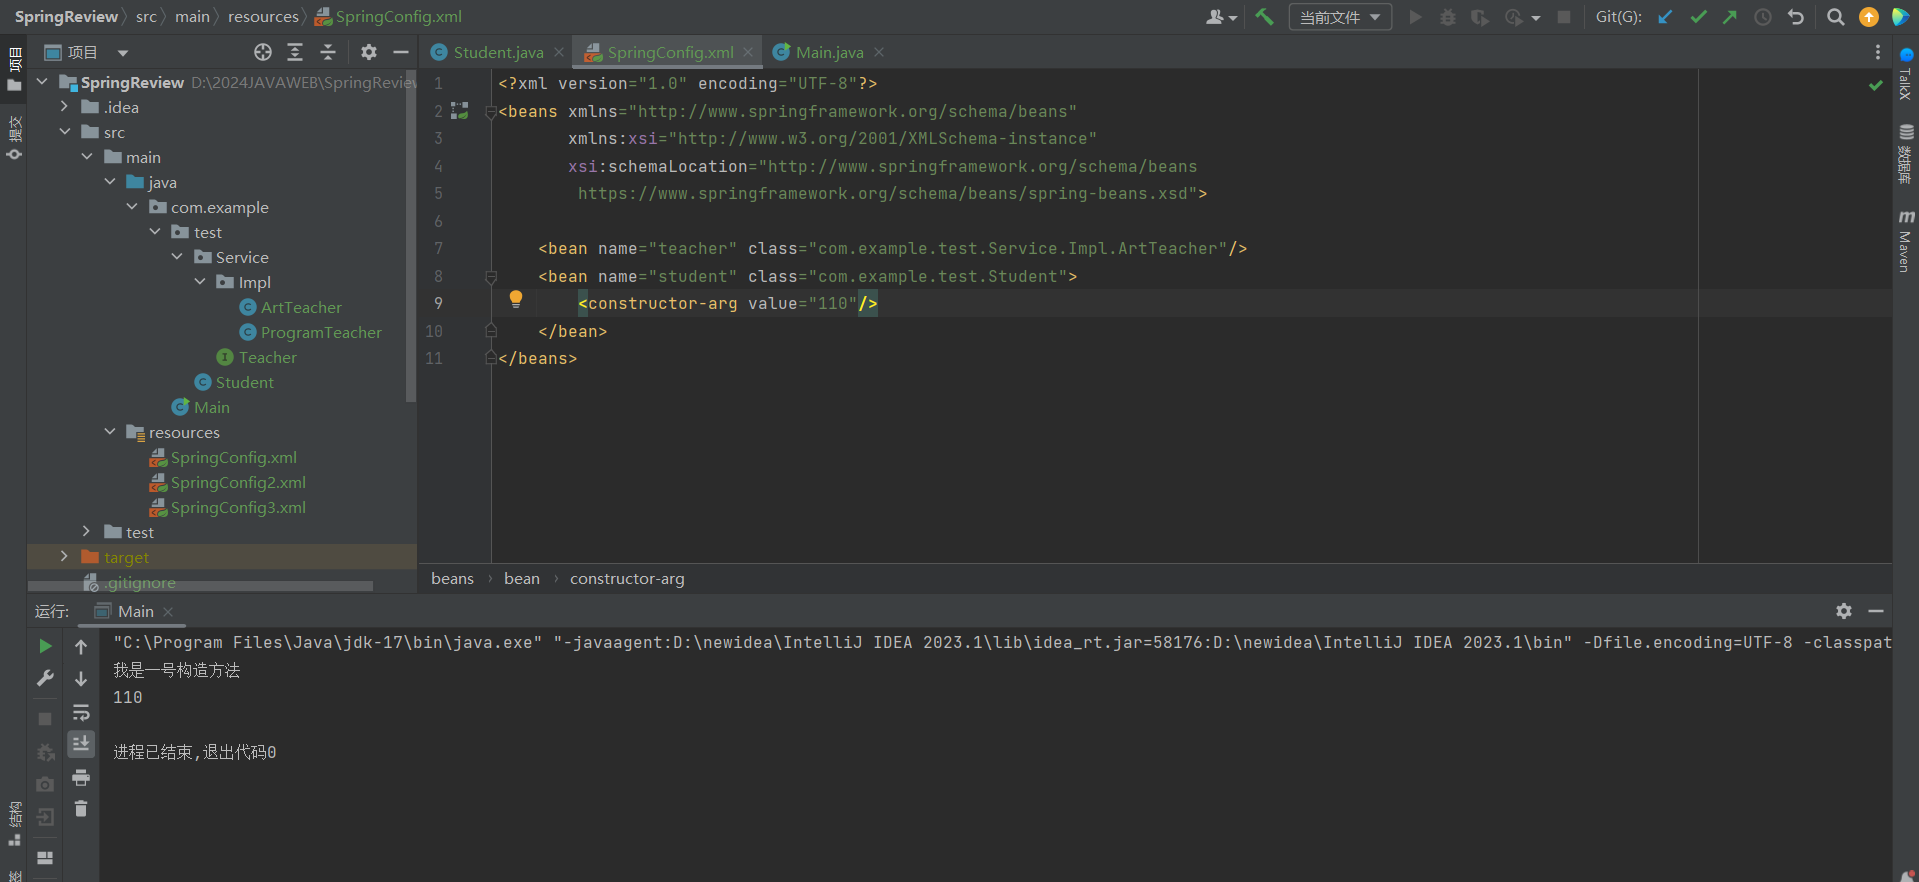 SpringReview src main resources SpringConfig.xml
当前文件
Git(G):
项目
Student.java
SpringConfig.xml
Main.java
SpringReview D:\2024JAVAWEB\SpringReview
.idea
src
main
java
com.example
test
Service
Impl
ArtTeacher
ProgramTeacher
Teacher
Student
Main
resources
SpringConfig.xml
SpringConfig2.xml
SpringConfig3.xml
test
target
.gitignore
项目
提交
结构
1 <?xml version="1.0" encoding="UTF-8"?>
2 <beans xmlns="http://www.springframework.org/schema/beans"
3 xmlns:xsi="http://www.w3.org/2001/XMLSchema-instance"
4 xsi:schemaLocation="http://www.springframework.org/schema/beans
5 https://www.springframework.org/schema/beans/spring-beans.xsd">
6
7 <bean name="teacher" class="com.example.test.Service.Impl.ArtTeacher"/>
8 <bean name="student" class="com.example.test.Student">
9 <constructor-arg value="110"/>
10 </bean>
11 </beans>
beans › bean › constructor-arg
TalkX
数据库
Maven
运行: Main
"C:\Program Files\Java\jdk-17\bin\java.exe" "-javaagent:D:\newidea\IntelliJ IDEA 2023.1\lib\idea_rt.jar=58176:D:\newidea\IntelliJ IDEA 2023.1\bin" -Dfile.encoding=UTF-8 -classpat
我是一号构造方法
110
进程已结束,退出代码0